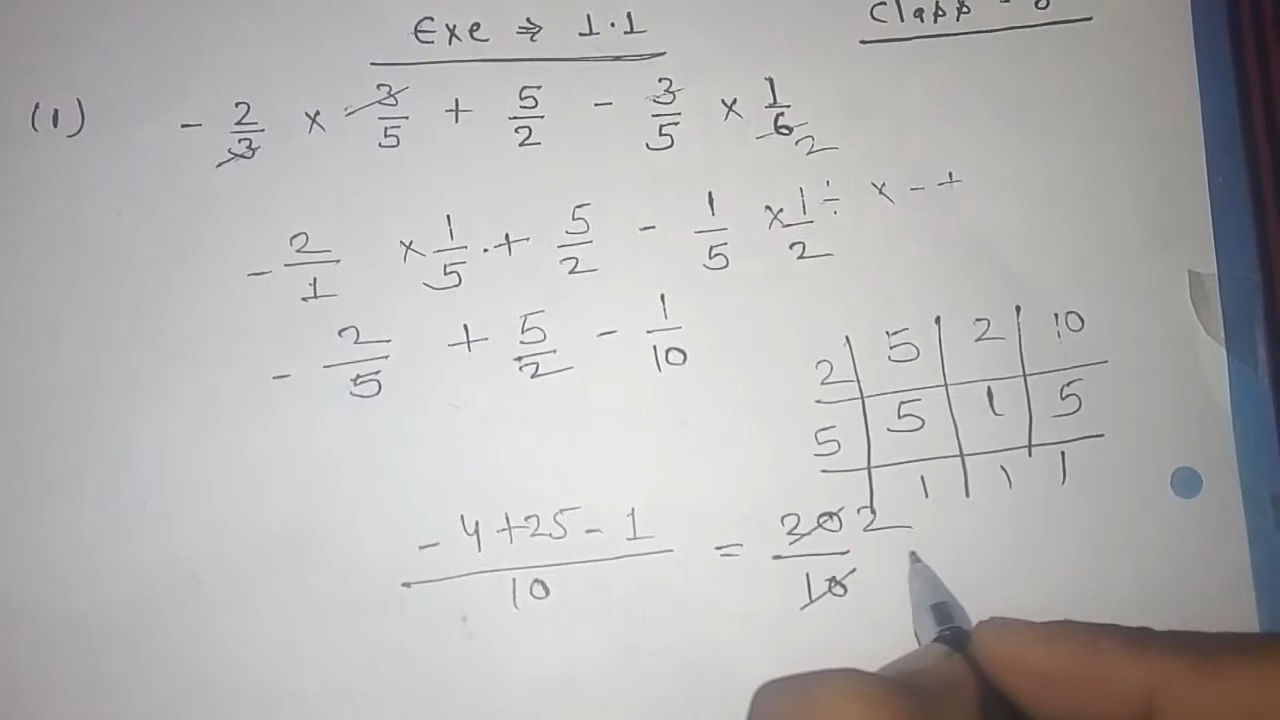 Exe ⇒ 1.1
(1) - 2/3 × 3/5 + 5/2 - 3/5 × 1/6 2
÷ × - +
- 2/1 × 1/5 + 5/2 - 1/5 × 1/2
- 2/5 + 5/2 - 1/10
2 | 5 | 2 | 10
5 | 5 | 1 | 5
| 1 | 1 | 1
- 4 + 25 - 1 / 10 = 20/10 2